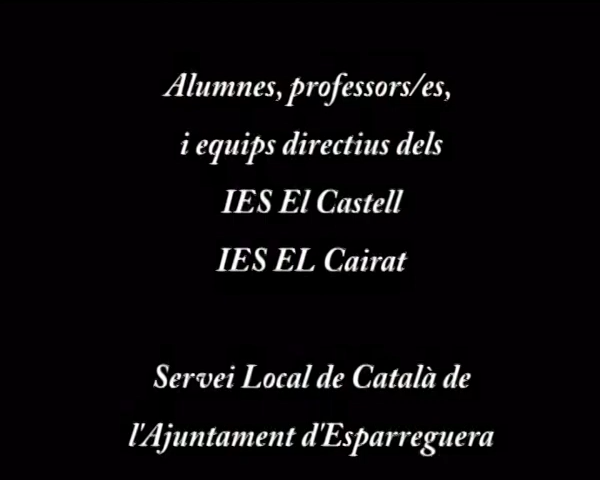 Alumnes, professors/es,
i equips directius dels
IES El Castell
IES EL Cairat
Servei Local de Català de
l'Ajuntament d'Esparreguera